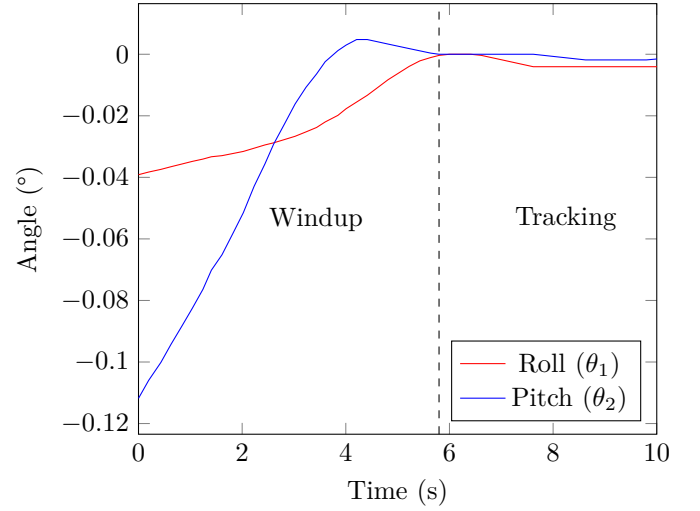 0
−0.02
−0.04
−0.06
−0.08
−0.1
−0.12
Angle (°)
Windup
Tracking
Roll (θ₁)
Pitch (θ₂)
0 2 4 6 8 10
Time (s)